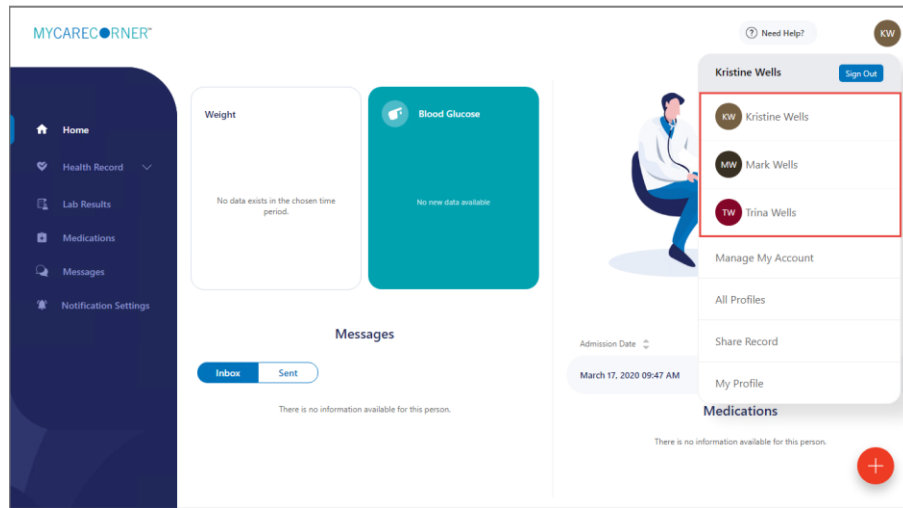 MYCARECORNER™
Need Help?
KW
Kristine Wells
Sign Out
KW Kristine Wells
MW Mark Wells
TW Trina Wells
Manage My Account
All Profiles
Share Record
My Profile
Home
Health Record
Lab Results
Medications
Messages
Notification Settings
Weight
No data exists in the chosen time
period.
Blood Glucose
No new data available
Messages
Inbox Sent
There is no information available for this person.
Admission Date
March 17, 2020 09:47 AM
Medications
There is no information available for this person.